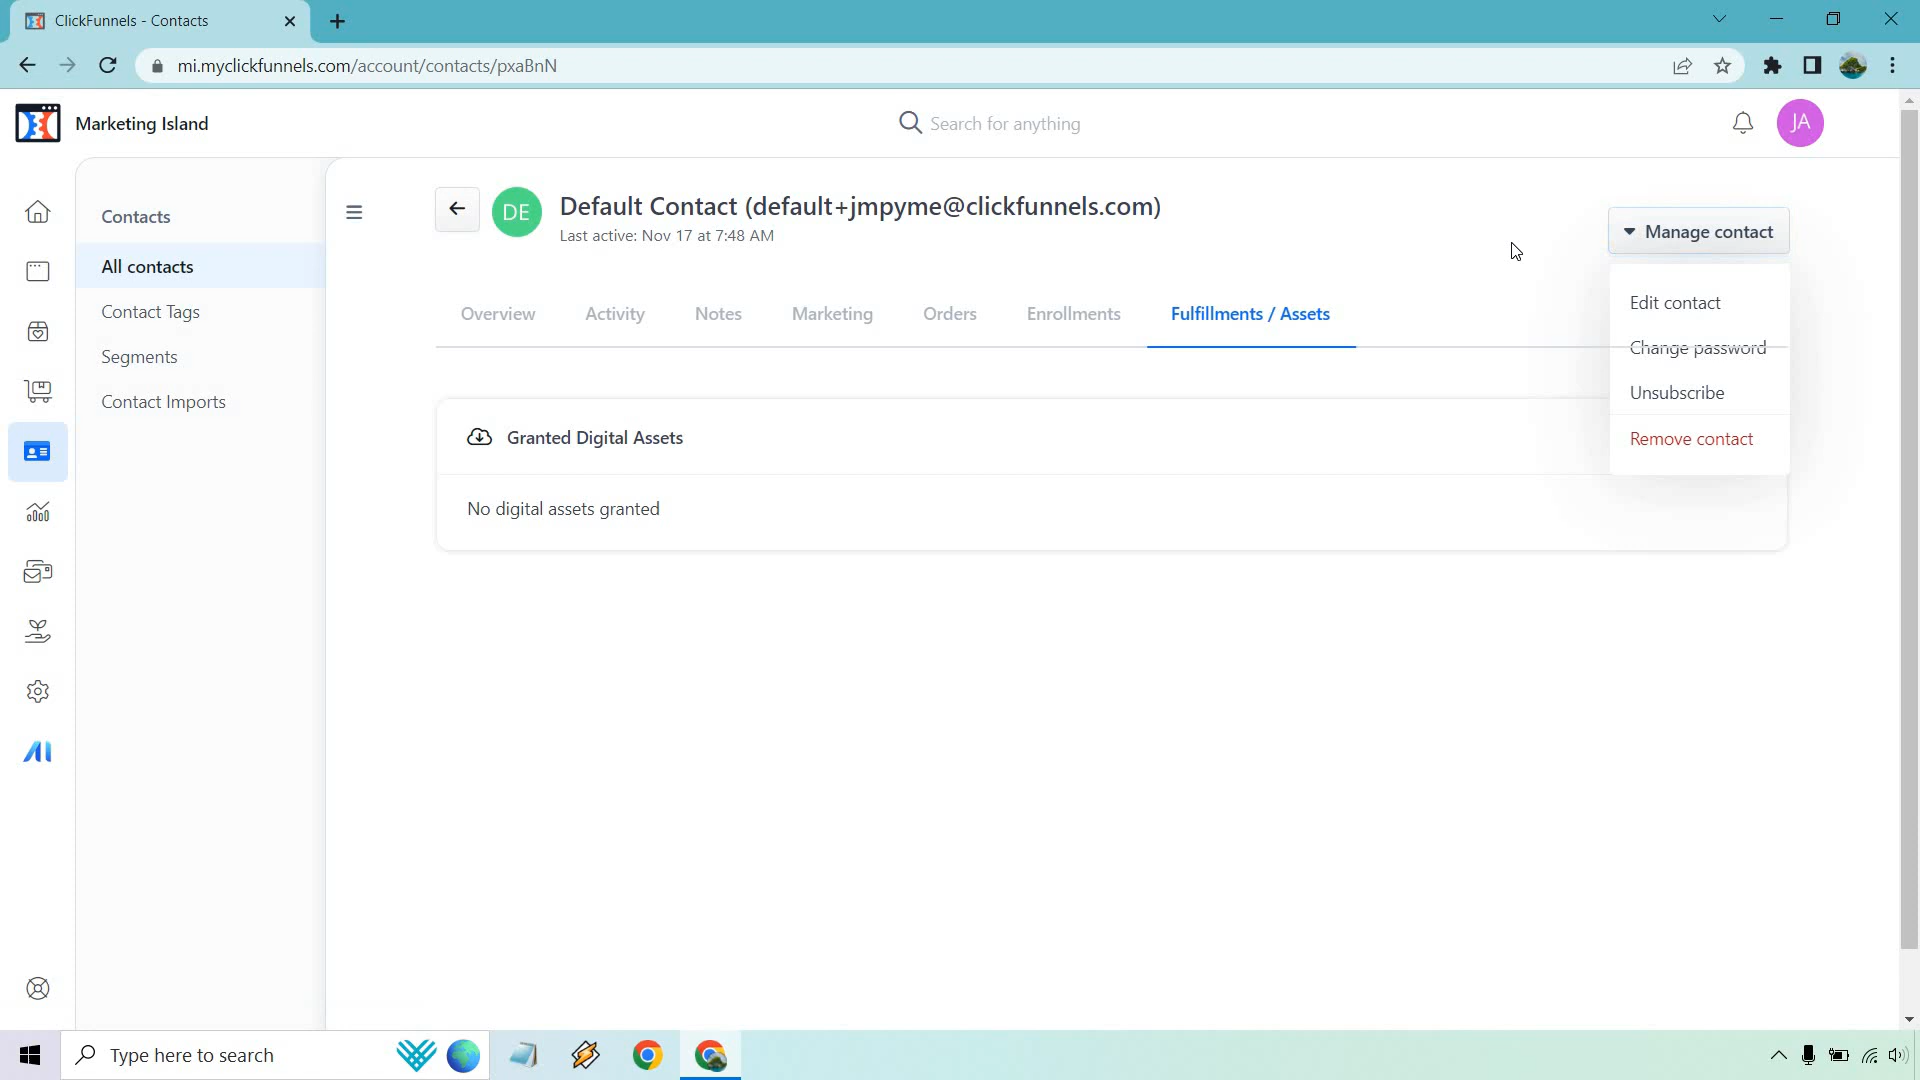 ClickFunnels - Contacts
mi.myclickfunnels.com/account/contacts/pxaBnN
Marketing Island
Search for anything
JA
Contacts
All contacts
Contact Tags
Segments
Contact Imports
DE
Default Contact (default+jmpyme@clickfunnels.com)
Last active: Nov 17 at 7:48 AM
Manage contact
Edit contact
Change password
Unsubscribe
Remove contact
Overview
Activity
Notes
Marketing
Orders
Enrollments
Fulfillments / Assets
Granted Digital Assets
No digital assets granted
Type here to search